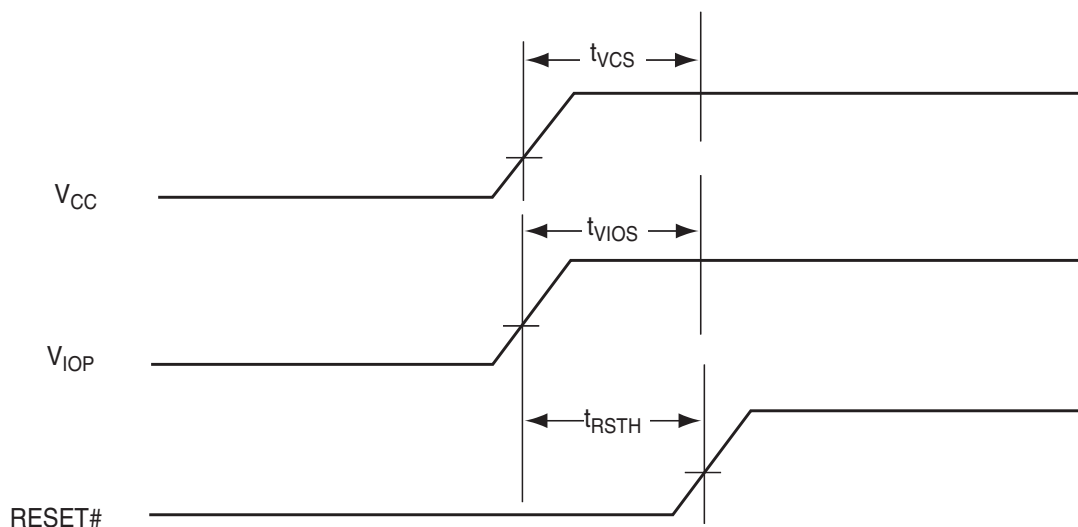 tVCS
VCC
tVIOS
VIOP
tRSTH
RESET#